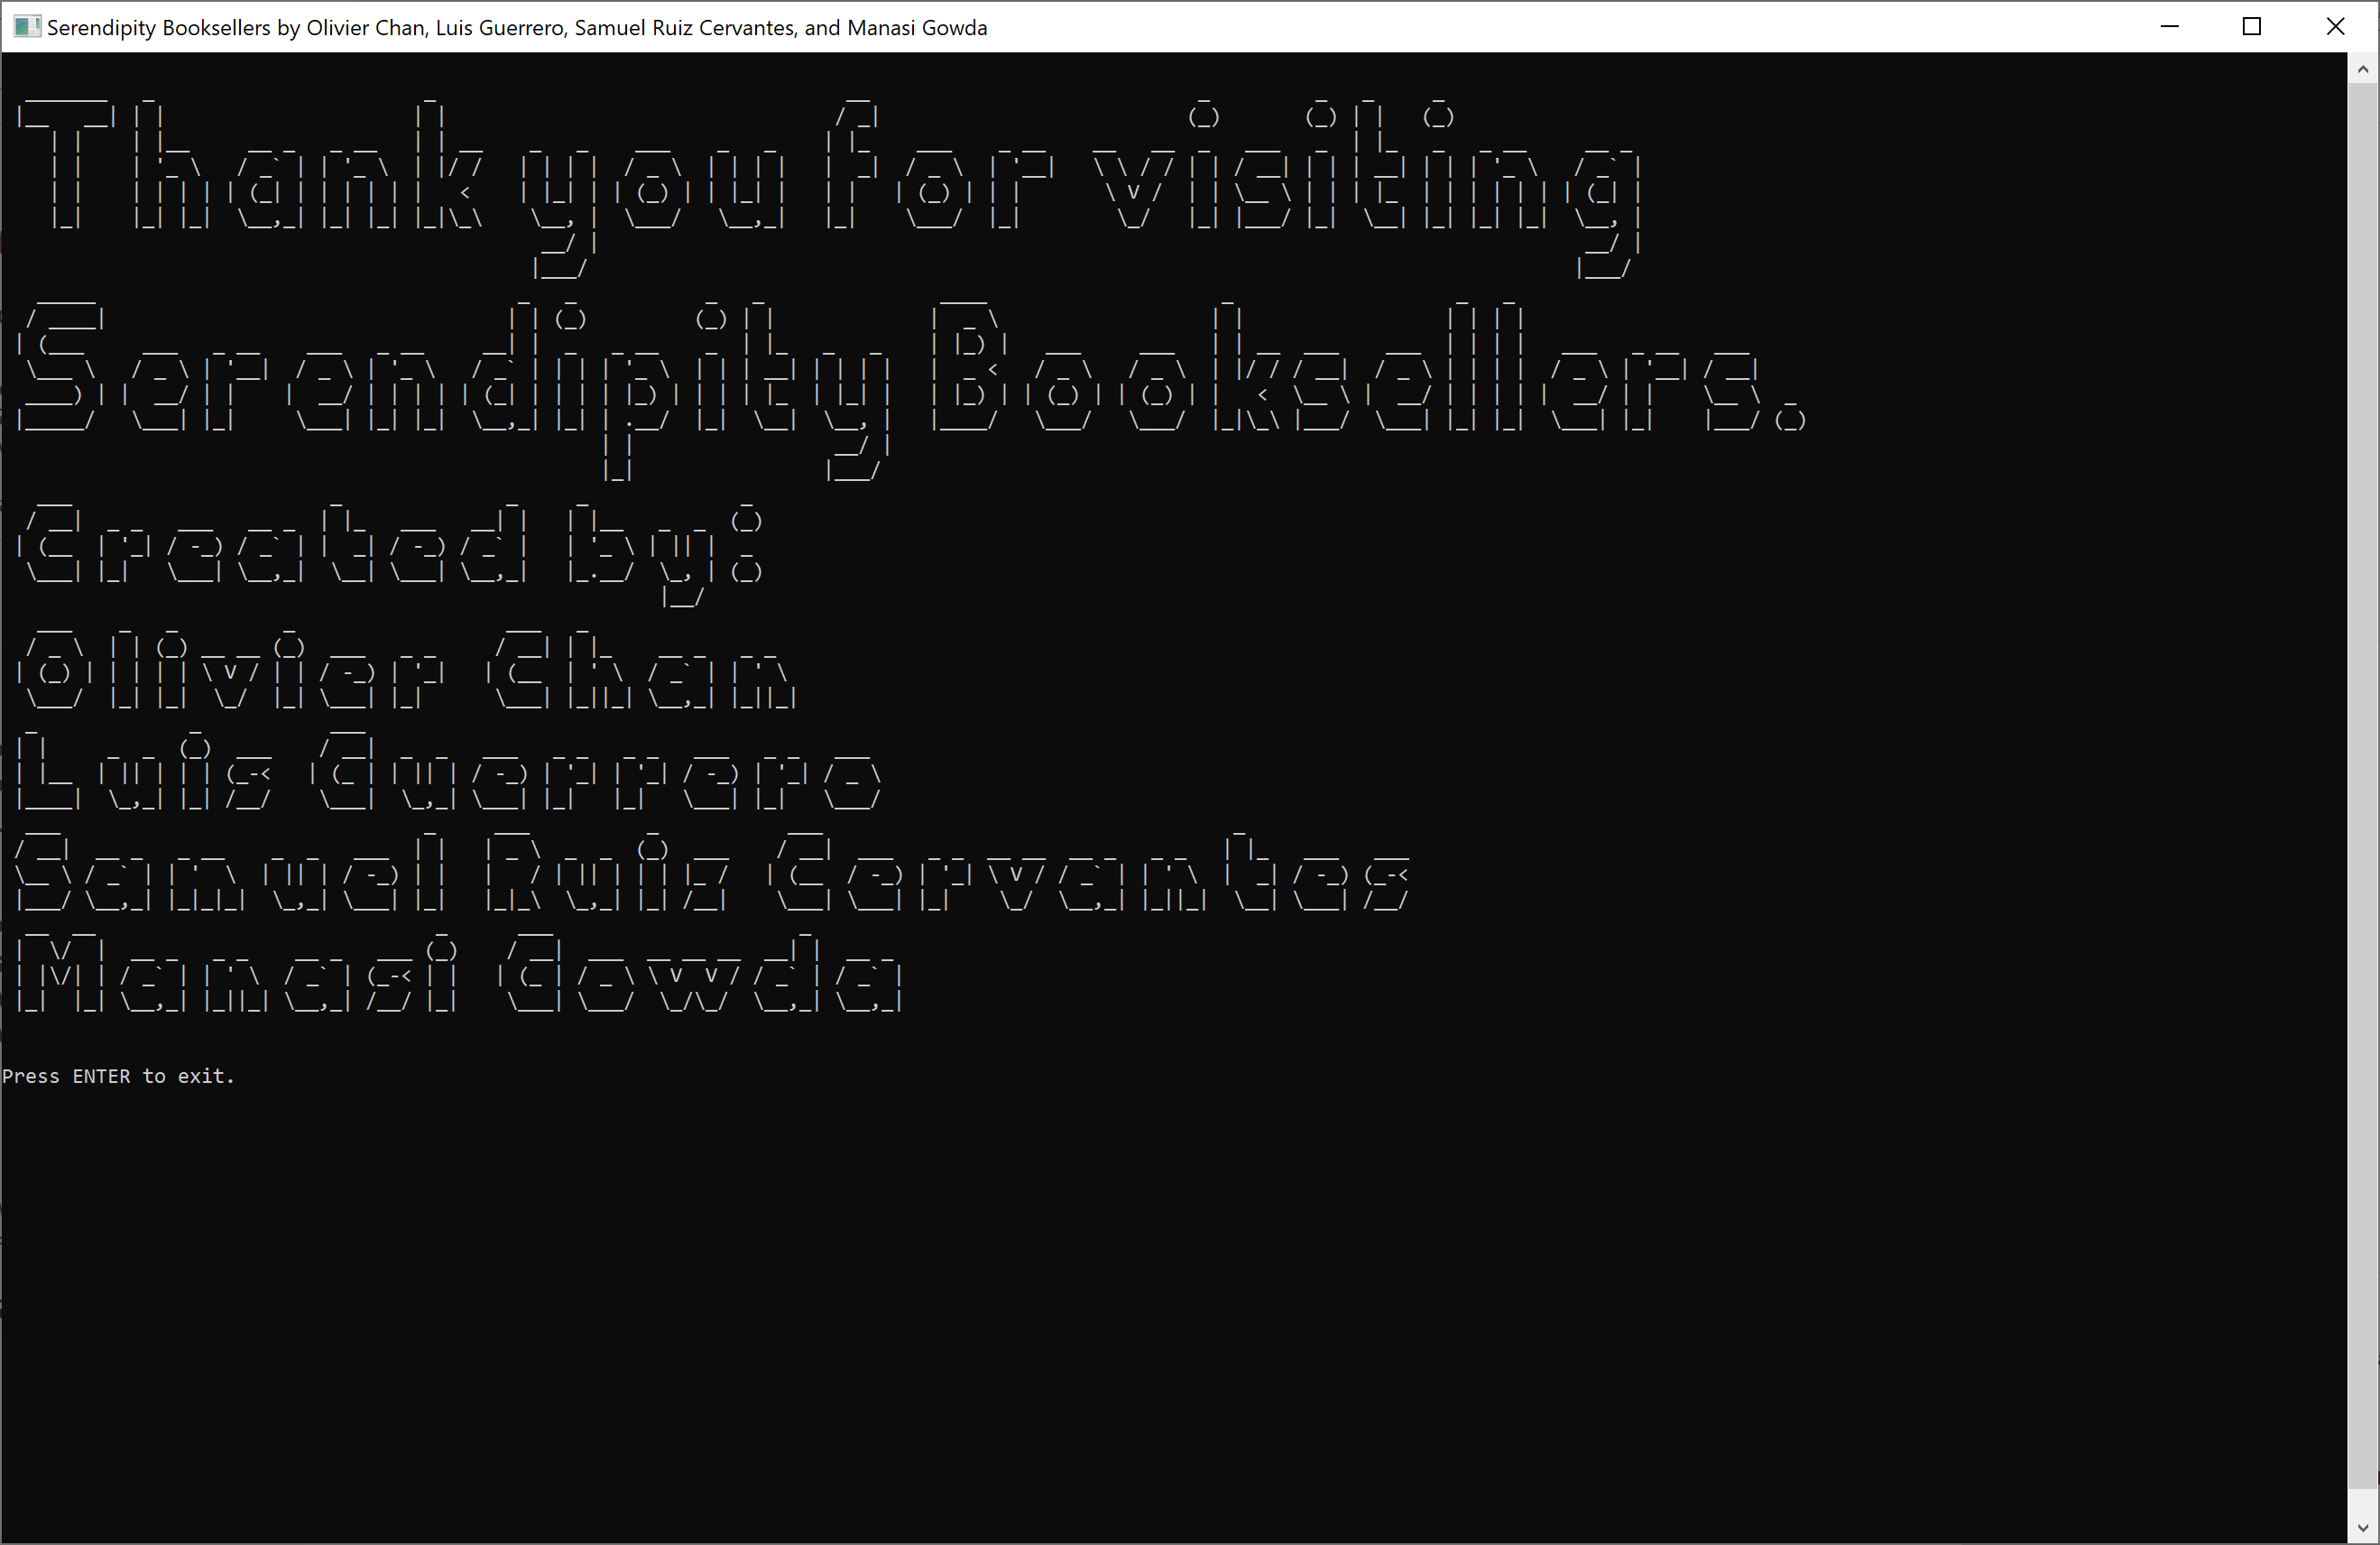 Serendipity Booksellers by Olivier Chan, Luis Guerrero, Samuel Ruiz Cervantes, and Manasi Gowda
Thank you for visiting
Serendipity Booksellers.
Created by:
Olivier Chan
Luis Guerrero
Samuel Ruiz Cervantes
Manasi Gowda
Press ENTER to exit.